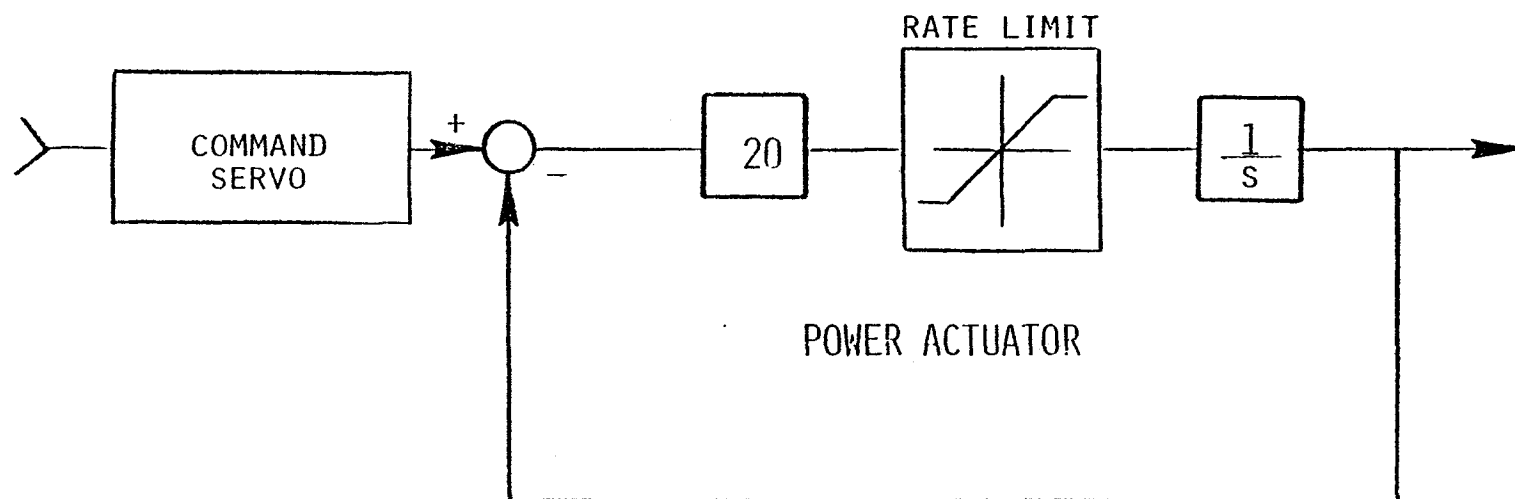 RATE LIMIT
COMMAND
SERVO
+
−
20
1
S
POWER ACTUATOR